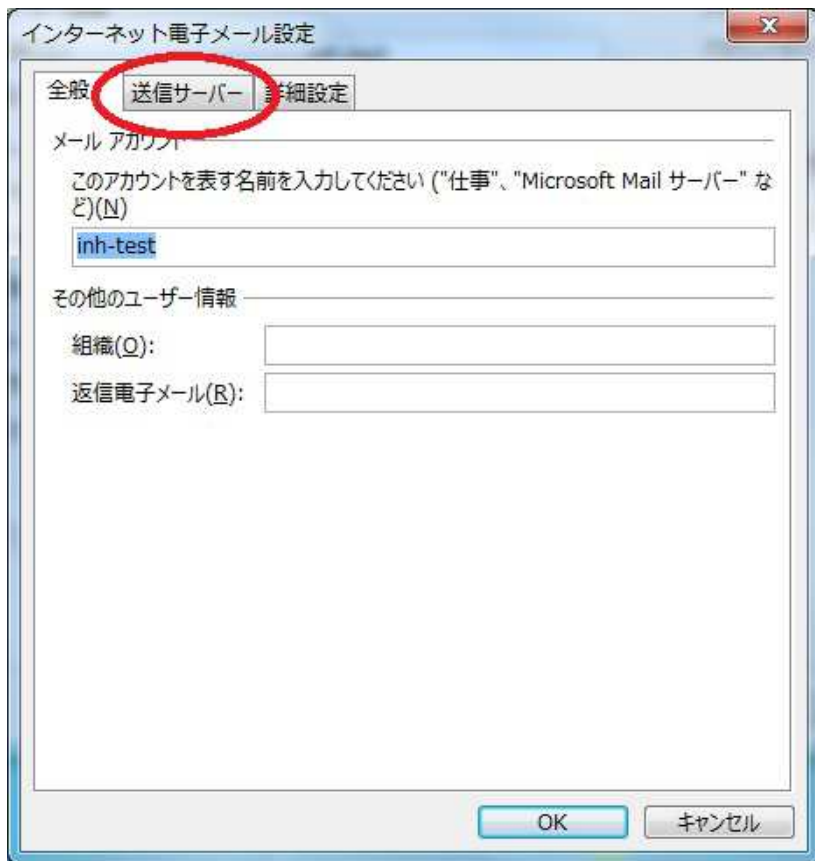 インターネット電子メール設定
全般 送信サーバー 詳細設定
メール アカウント
このアカウントを表す名前を入力してください ("仕事"、"Microsoft Mail サーバー" な
ど)(N)
inh-test
その他のユーザー情報
組織(O):
返信電子メール(R):
OK キャンセル